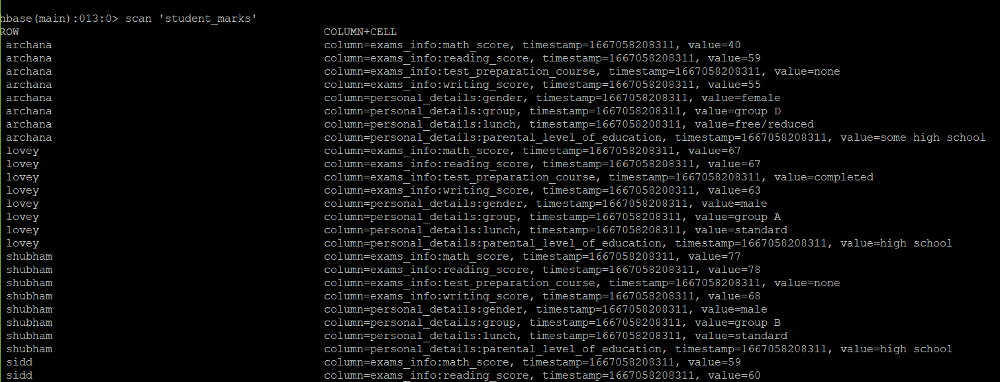 hbase(main):013:0> scan 'student_marks'
ROW COLUMN+CELL
archana column=exams_info:math_score, timestamp=1667058208311, value=40
archana column=exams_info:reading_score, timestamp=1667058208311, value=59
archana column=exams_info:test_preparation_course, timestamp=1667058208311, value=none
archana column=exams_info:writing_score, timestamp=1667058208311, value=55
archana column=personal_details:gender, timestamp=1667058208311, value=female
archana column=personal_details:group, timestamp=1667058208311, value=group D
archana column=personal_details:lunch, timestamp=1667058208311, value=free/reduced
archana column=personal_details:parental_level_of_education, timestamp=1667058208311, value=some high school
lovey column=exams_info:math_score, timestamp=1667058208311, value=67
lovey column=exams_info:reading_score, timestamp=1667058208311, value=67
lovey column=exams_info:test_preparation_course, timestamp=1667058208311, value=completed
lovey column=exams_info:writing_score, timestamp=1667058208311, value=63
lovey column=personal_details:gender, timestamp=1667058208311, value=male
lovey column=personal_details:group, timestamp=1667058208311, value=group A
lovey column=personal_details:lunch, timestamp=1667058208311, value=standard
lovey column=personal_details:parental_level_of_education, timestamp=1667058208311, value=high school
shubham column=exams_info:math_score, timestamp=1667058208311, value=77
shubham column=exams_info:reading_score, timestamp=1667058208311, value=78
shubham column=exams_info:test_preparation_course, timestamp=1667058208311, value=none
shubham column=exams_info:writing_score, timestamp=1667058208311, value=68
shubham column=personal_details:gender, timestamp=1667058208311, value=male
shubham column=personal_details:group, timestamp=1667058208311, value=group B
shubham column=personal_details:lunch, timestamp=1667058208311, value=standard
shubham column=personal_details:parental_level_of_education, timestamp=1667058208311, value=high school
sidd column=exams_info:math_score, timestamp=1667058208311, value=59
sidd column=exams_info:reading_score, timestamp=1667058208311, value=60